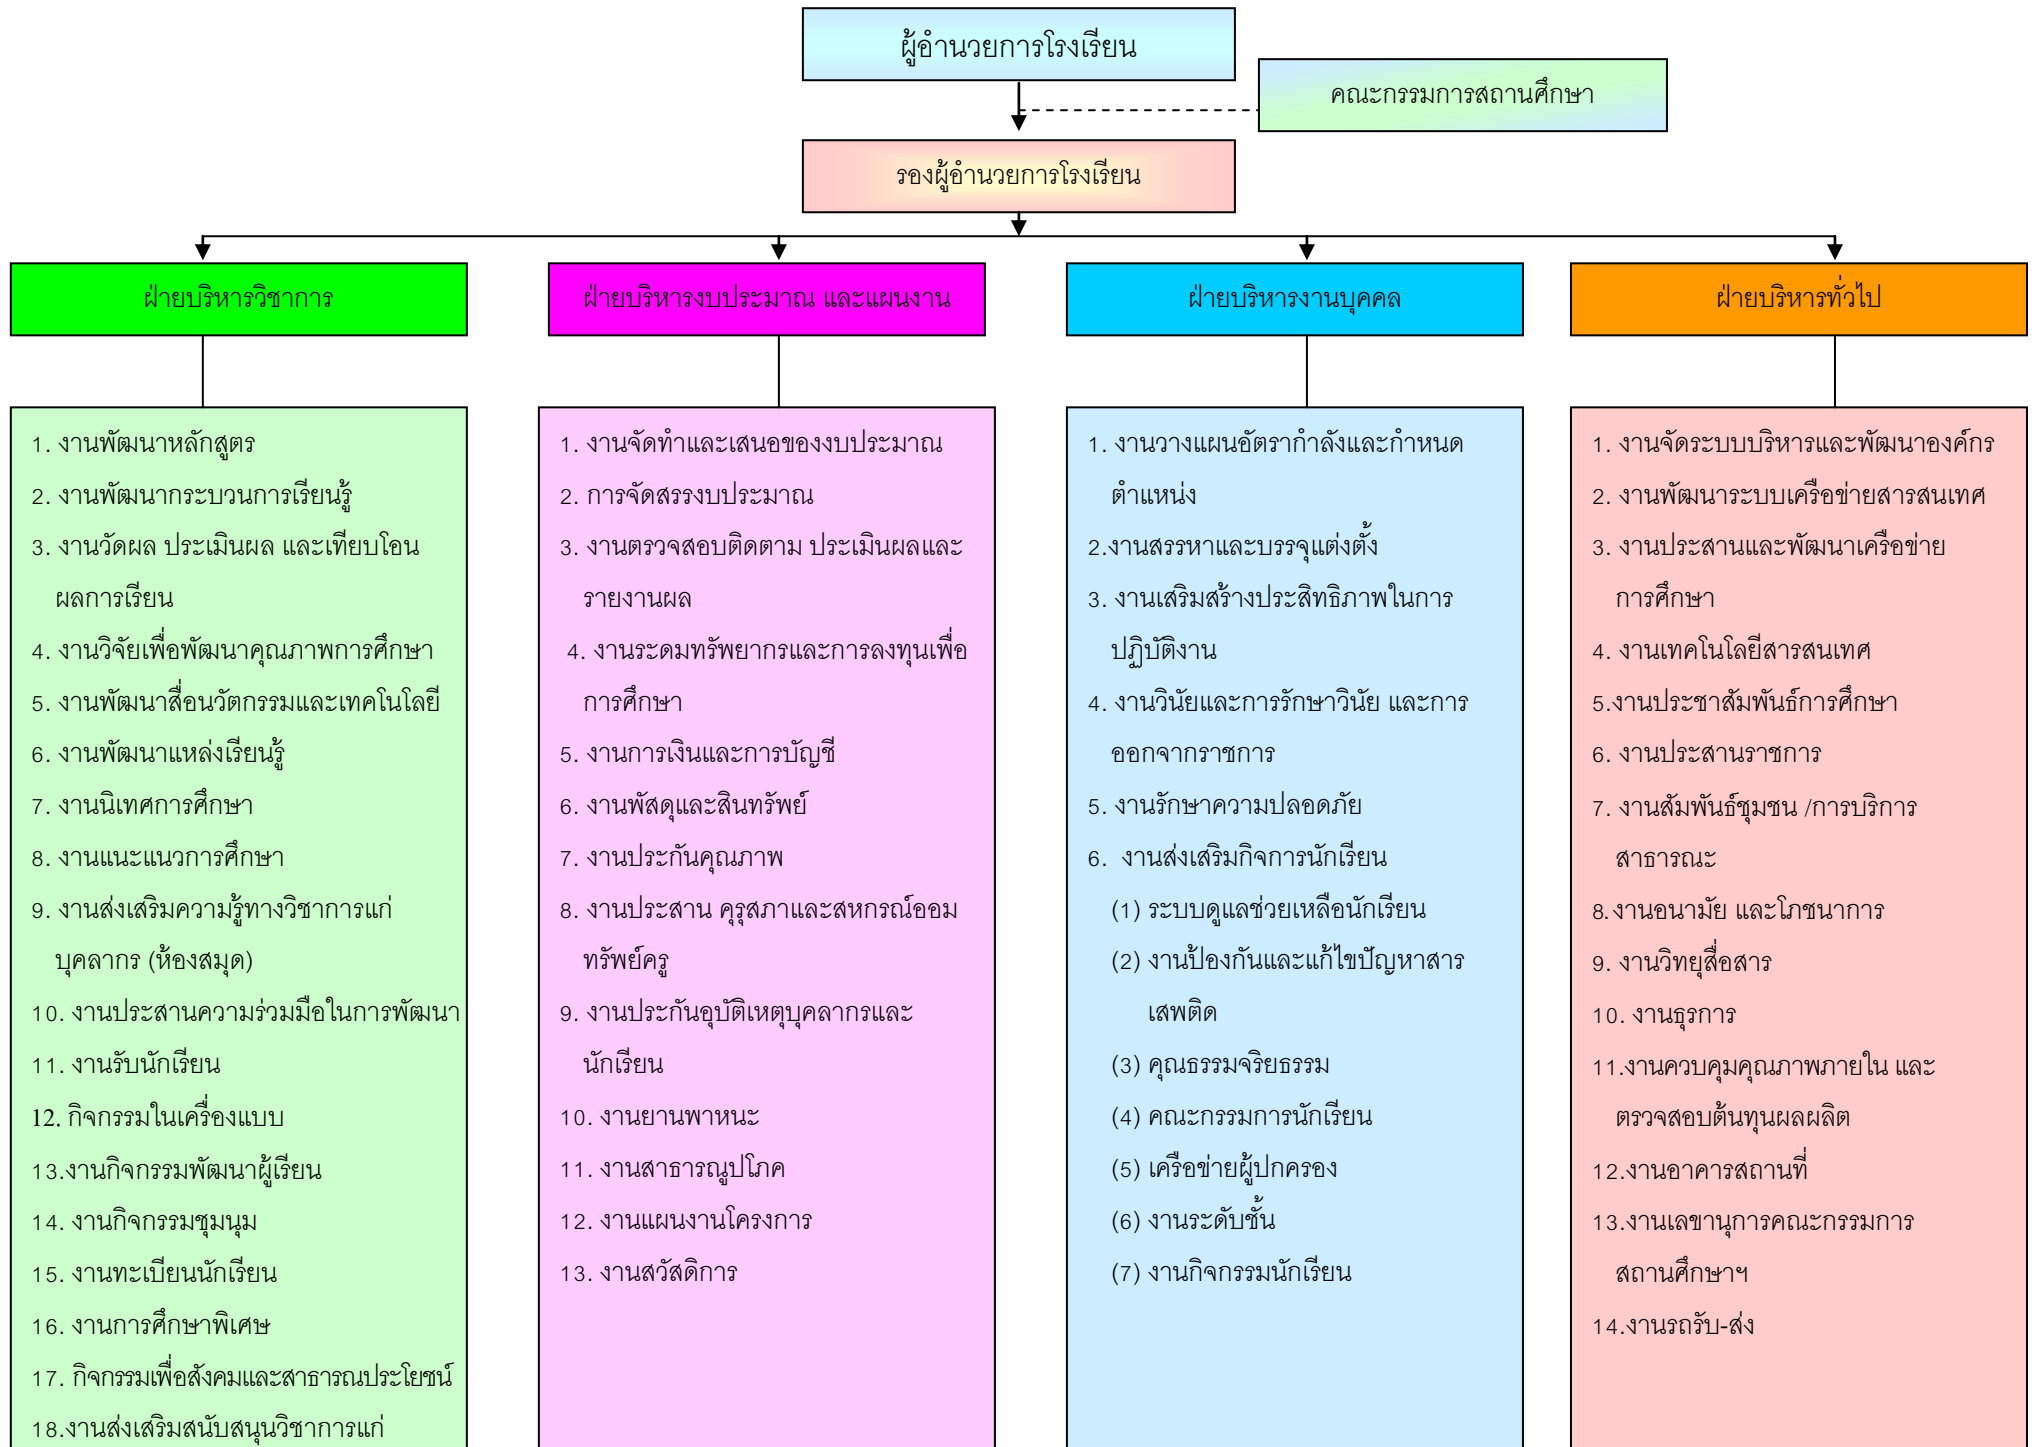 ผู้อำนวยการโรงเรียน
คณะกรรมการสถานศึกษา
รองผู้อำนวยการโรงเรียน
ฝ่ายบริหารวิชาการ
1. งานพัฒนาหลักสูตร
2. งานพัฒนากระบวนการเรียนรู้
3. งานวัดผล ประเมินผล และเทียบโอน
ผลการเรียน
4. งานวิจัยเพื่อพัฒนาคุณภาพการศึกษา
5. งานพัฒนาสื่อนวัตกรรมและเทคโนโลยี
6. งานพัฒนาแหล่งเรียนรู้
7. งานนิเทศการศึกษา
8. งานแนะแนวการศึกษา
9. งานส่งเสริมความรู้ทางวิชาการแก่
บุคลากร (ห้องสมุด)
10. งานประสานความร่วมมือในการพัฒนา
11. งานรับนักเรียน
12. กิจกรรมในเครื่องแบบ
13.งานกิจกรรมพัฒนาผู้เรียน
14. งานกิจกรรมชุมนุม
15. งานทะเบียนนักเรียน
16. งานการศึกษาพิเศษ
17. กิจกรรมเพื่อสังคมและสาธารณประโยชน์
18.งานส่งเสริมสนับสนุนวิชาการแก่
ฝ่ายบริหารงบประมาณ และแผนงาน
1. งานจัดทำและเสนอของงบประมาณ
2. การจัดสรรงบประมาณ
3. งานตรวจสอบติดตาม ประเมินผลและ
รายงานผล
4. งานระดมทรัพยากรและการลงทุนเพื่อ
การศึกษา
5. งานการเงินและการบัญชี
6. งานพัสดุและสินทรัพย์
7. งานประกันคุณภาพ
8. งานประสาน คุรุสภาและสหกรณ์ออม
ทรัพย์ครู
9. งานประกันอุบัติเหตุบุคลากรและ
นักเรียน
10. งานยานพาหนะ
11. งานสาธารณูปโภค
12. งานแผนงานโครงการ
13. งานสวัสดิการ
ฝ่ายบริหารงานบุคคล
1. งานวางแผนอัตรากำลังและกำหนด
ตำแหน่ง
2.งานสรรหาและบรรจุแต่งตั้ง
3. งานเสริมสร้างประสิทธิภาพในการ
ปฏิบัติงาน
4. งานวินัยและการรักษาวินัย และการ
ออกจากราชการ
5. งานรักษาความปลอดภัย
6. งานส่งเสริมกิจการนักเรียน
(1) ระบบดูแลช่วยเหลือนักเรียน
(2) งานป้องกันและแก้ไขปัญหาสาร
เสพติด
(3) คุณธรรมจริยธรรม
(4) คณะกรรมการนักเรียน
(5) เครือข่ายผู้ปกครอง
(6) งานระดับชั้น
(7) งานกิจกรรมนักเรียน
ฝ่ายบริหารทั่วไป
1. งานจัดระบบบริหารและพัฒนาองค์กร
2. งานพัฒนาระบบเครือข่ายสารสนเทศ
3. งานประสานและพัฒนาเครือข่าย
การศึกษา
4. งานเทคโนโลยีสารสนเทศ
5.งานประชาสัมพันธ์การศึกษา
6. งานประสานราชการ
7. งานสัมพันธ์ชุมชน /การบริการ
สาธารณะ
8.งานอนามัย และโภชนาการ
9. งานวิทยุสื่อสาร
10. งานธุรการ
11.งานควบคุมคุณภาพภายใน และ
ตรวจสอบต้นทุนผลผลิต
12.งานอาคารสถานที่
13.งานเลขานุการคณะกรรมการ
สถานศึกษาฯ
14.งานรถรับ-ส่ง